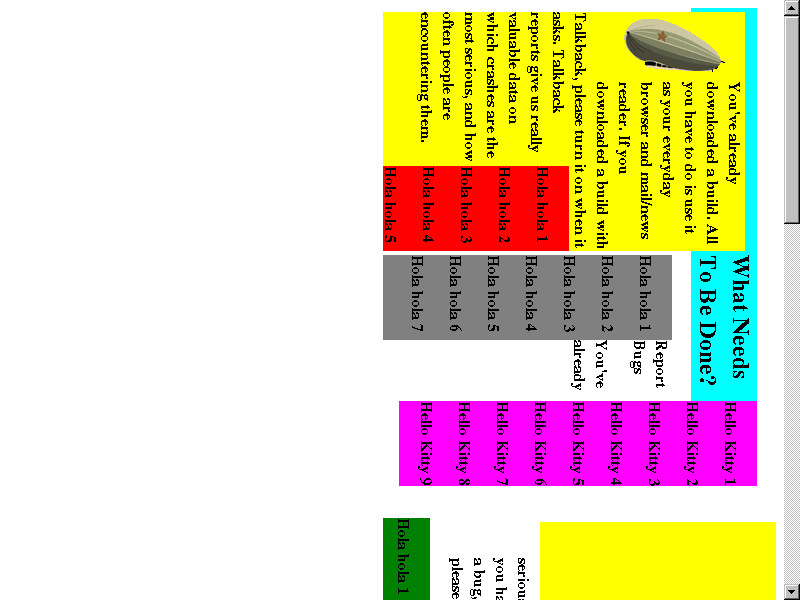 You've already
downloaded a build. All
you have to do is use it
as your everyday
browser and mail/news
reader. If you
downloaded a build with
Talkback, please turn it on when it
asks. Talkback
reports give us really
valuable data on
which crashes are the
most serious, and how
often people are
encountering them.
Hola hola 1
Hola hola 2
Hola hola 3
Hola hola 4
Hola hola 5
What Needs
To Be Done?
Hola hola 1
Hola hola 2
Hola hola 3
Hola hola 4
Hola hola 5
Hola hola 6
Hola hola 7
Report
Bugs
You've
already
Hello Kitty 1
Hello Kitty 2
Hello Kitty 3
Hello Kitty 4
Hello Kitty 5
Hello Kitty 6
Hello Kitty 7
Hello Kitty 8
Hello Kitty 9
you
a bug,
please
Hola hola 1